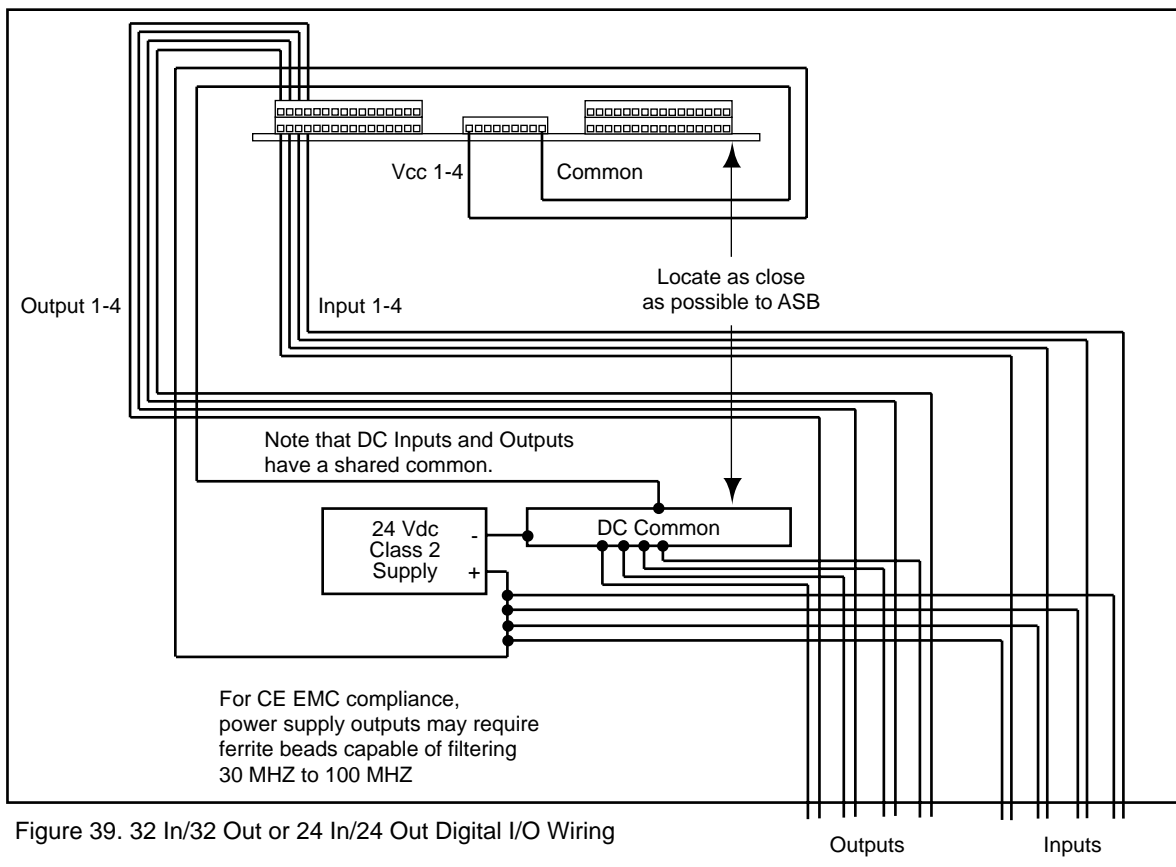 Vcc 1-4
Common
Locate as close
as possible to ASB
Output 1-4
Input 1-4
Note that DC Inputs and Outputs
have a shared common.
24 Vdc
Class 2
Supply
-
+
DC Common
For CE EMC compliance,
power supply outputs may require
ferrite beads capable of filtering
30 MHZ to 100 MHZ
Figure 39. 32 In/32 Out or 24 In/24 Out Digital I/O Wiring
Outputs
Inputs